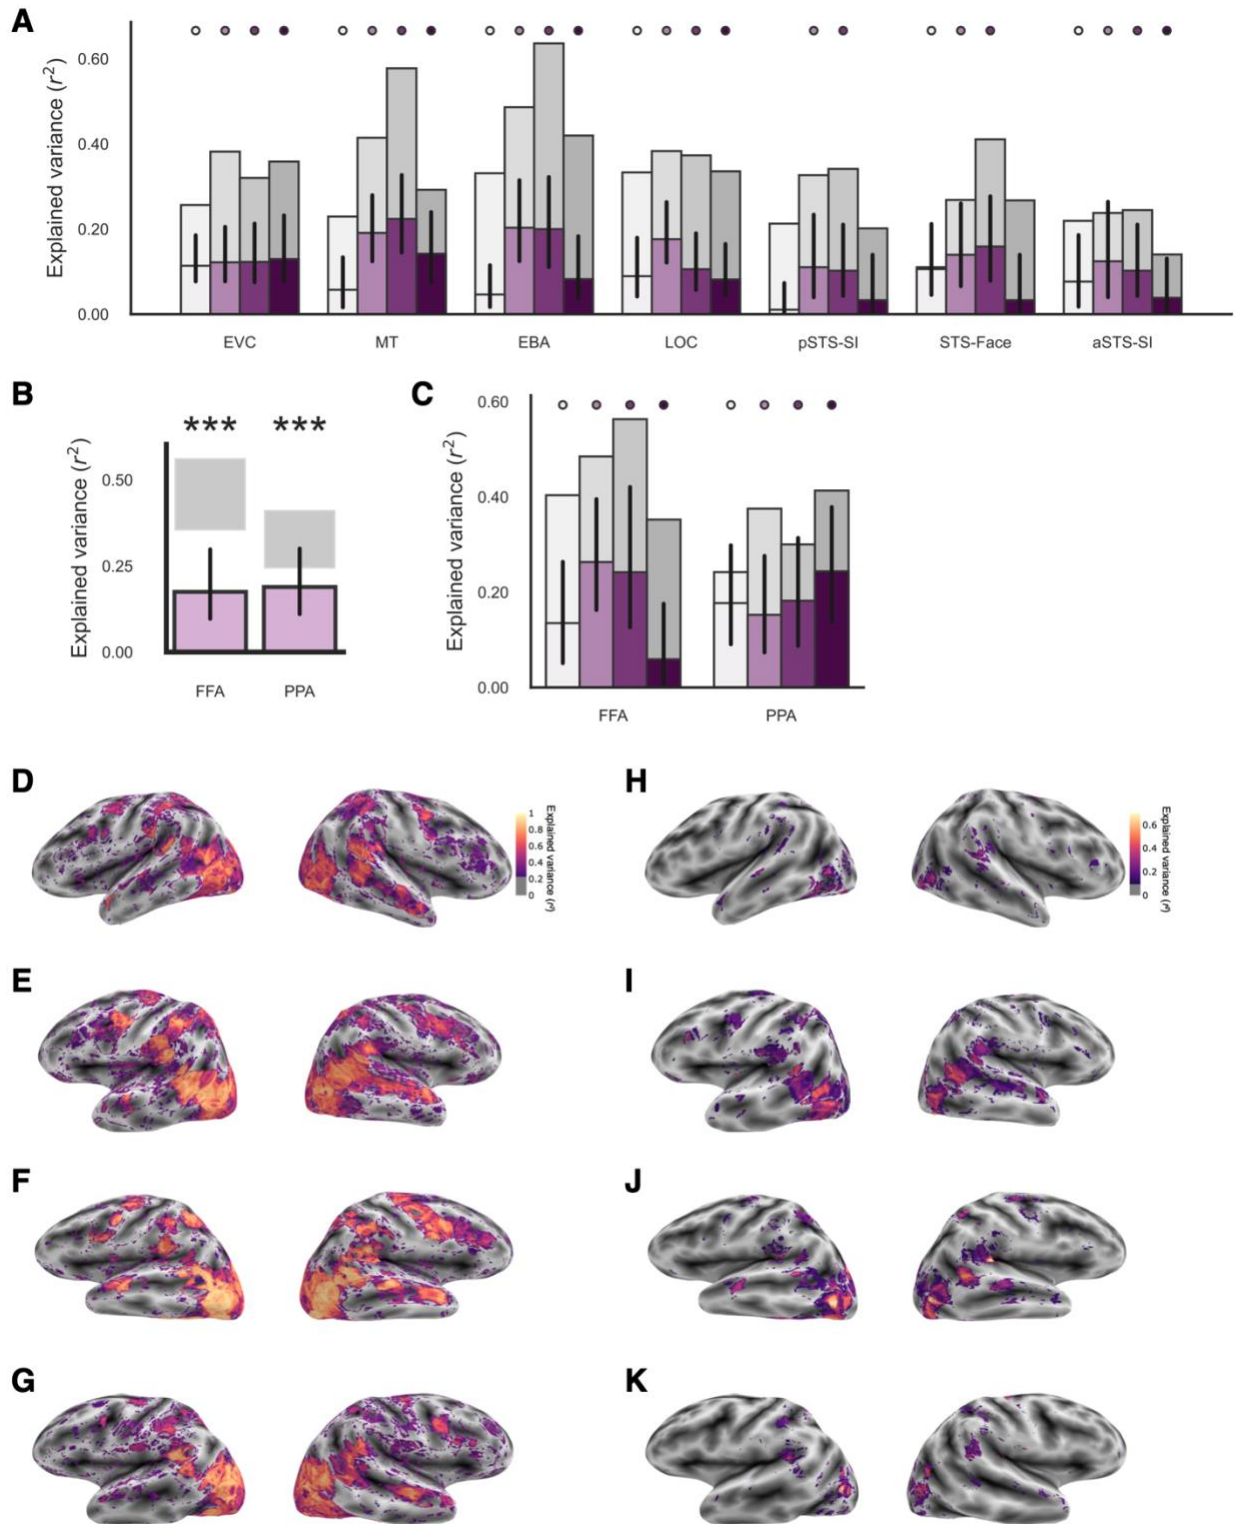 A
Explained variance (r²)
0.60
0.40
0.20
0.00
EVC MT EBA LOC pSTS-SI STS-Face aSTS-SI
B
Explained variance (r²)
*** ***
0.50
0.25
0.00
FFA PPA
C
Explained variance (r²)
0.60
0.40
0.20
0.00
FFA PPA
D
1
0.8
0.6
0.4
0.2
0
Explained variance (r²)
H
0.6
0.4
0.2
0
Explained variance (r²)
E
I
F
J
G
K